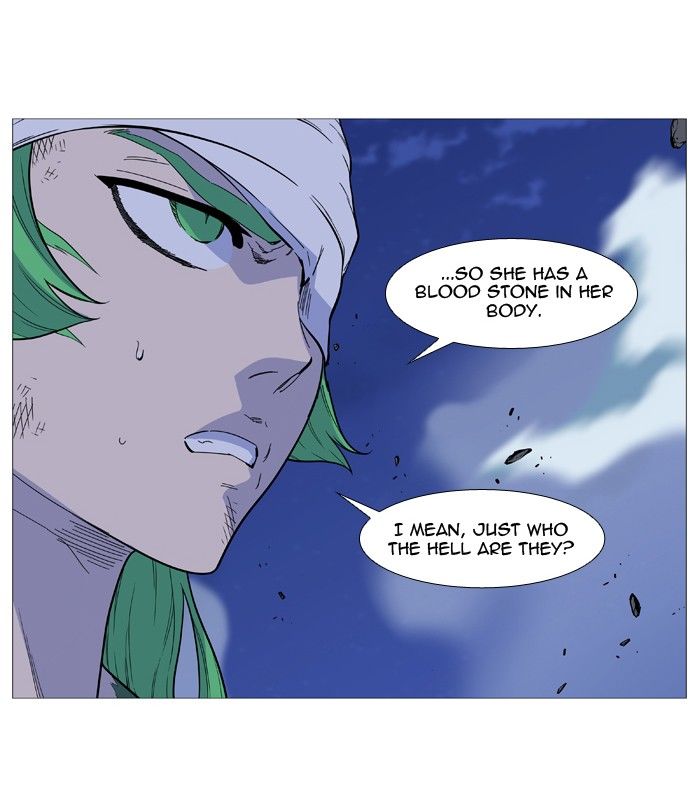 ...SO SHE HAS A
BLOOD STONE IN HER
BODY.
I MEAN, JUST WHO
THE HELL ARE THEY?